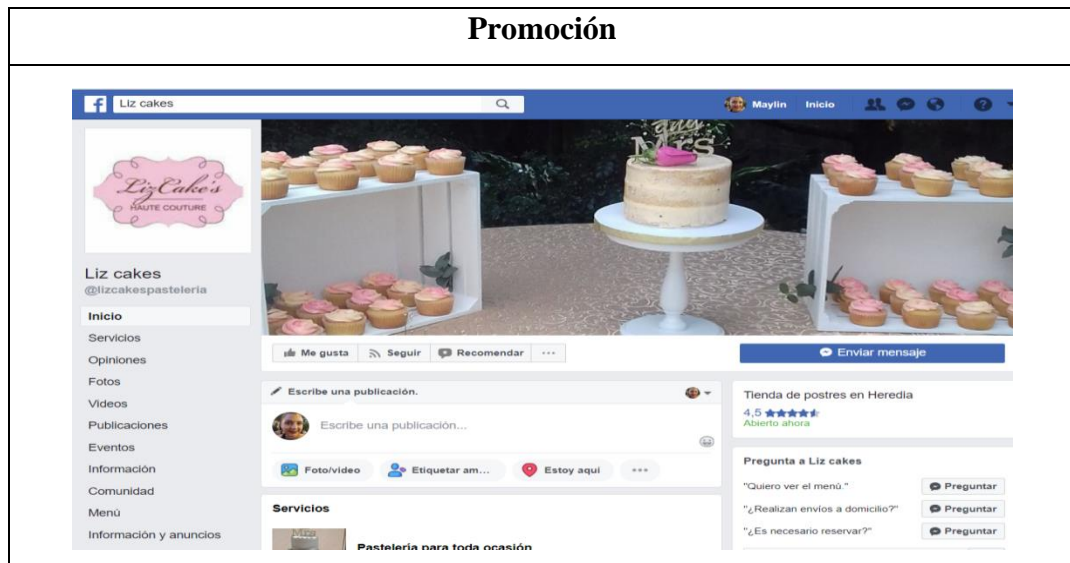 Promoción
Liz cakes
Maylin Inicio
Liz Cake's
HAUTE COUTURE
Mrs
Liz cakes
@lizcakespasteleria
Inicio
Servicios
Opiniones
Fotos
Videos
Publicaciones
Eventos
Información
Comunidad
Menú
Información y anuncios
Me gusta Seguir Recomendar ...
Enviar mensaje
Escribe una publicación.
Escribe una publicación...
Foto/video Etiquetar am... Estoy aquí ...
Servicios
Pastelería para toda ocasión
Tienda de postres en Heredia
4,5
Abierto ahora
Pregunta a Liz cakes
"Quiero ver el menú." Preguntar
"¿Realizan envíos a domicilio?" Preguntar
"¿Es necesario reservar?" Preguntar